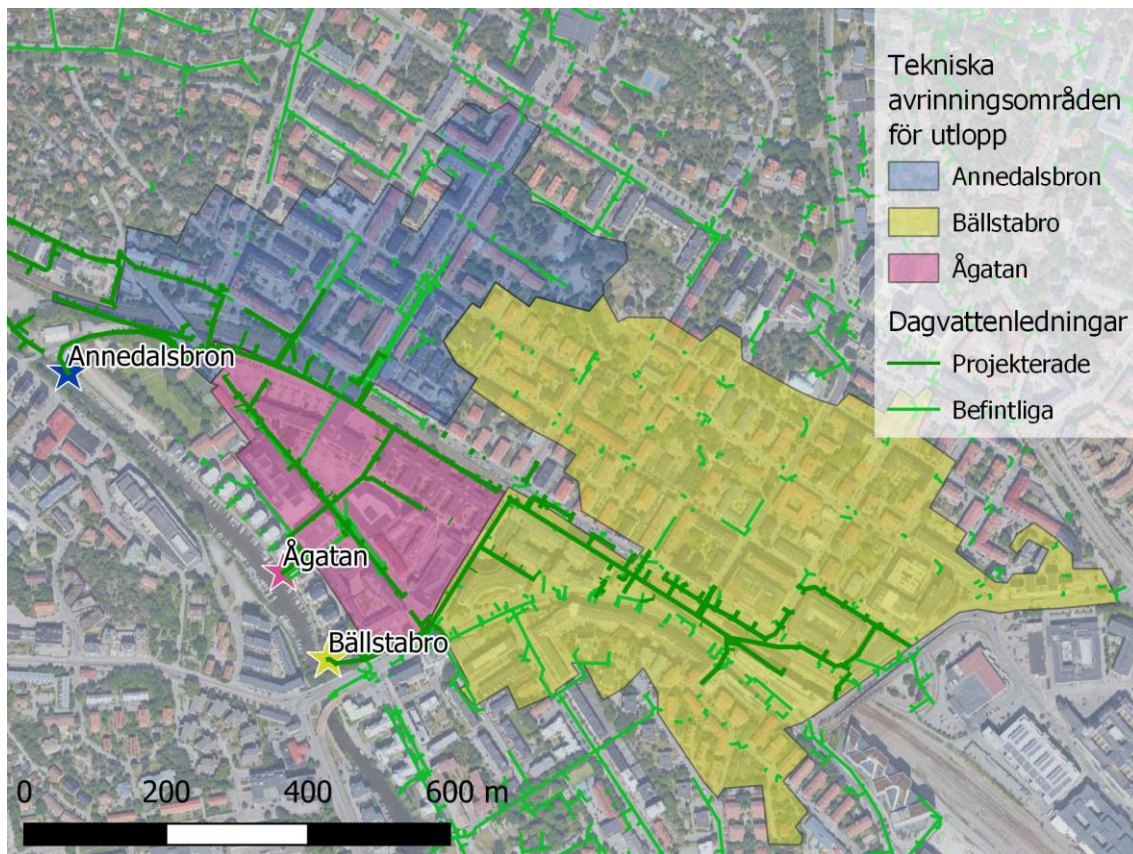 Tekniska
avrinningsområden
för utlopp
Annedalsbron
Bällstabro
Ågatan
Dagvattenledningar
Projekterade
Befintliga
Annedalsbron
Ågatan
Bällstabro
0 200 400 600 m